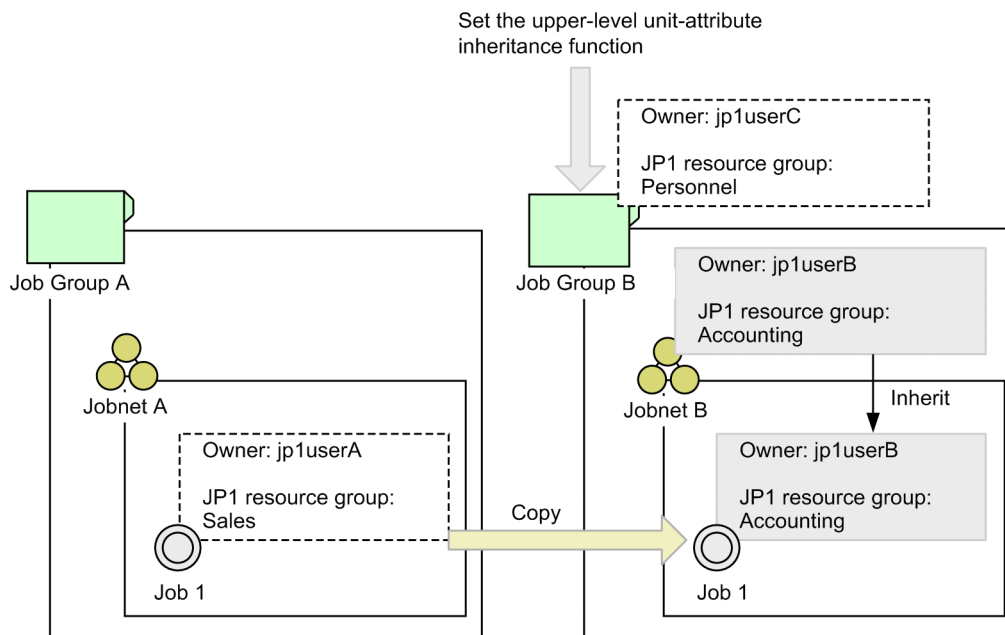 Set the upper-level unit-attribute
inheritance function
Owner: jp1userC
JP1 resource group:
Personnel
Job Group A
Job Group B
Owner: jp1userB
JP1 resource group:
Accounting
Jobnet A
Jobnet B
Inherit
Owner: jp1userA
JP1 resource group:
Sales
Copy
Owner: jp1userB
JP1 resource group:
Accounting
Job 1
Job 1